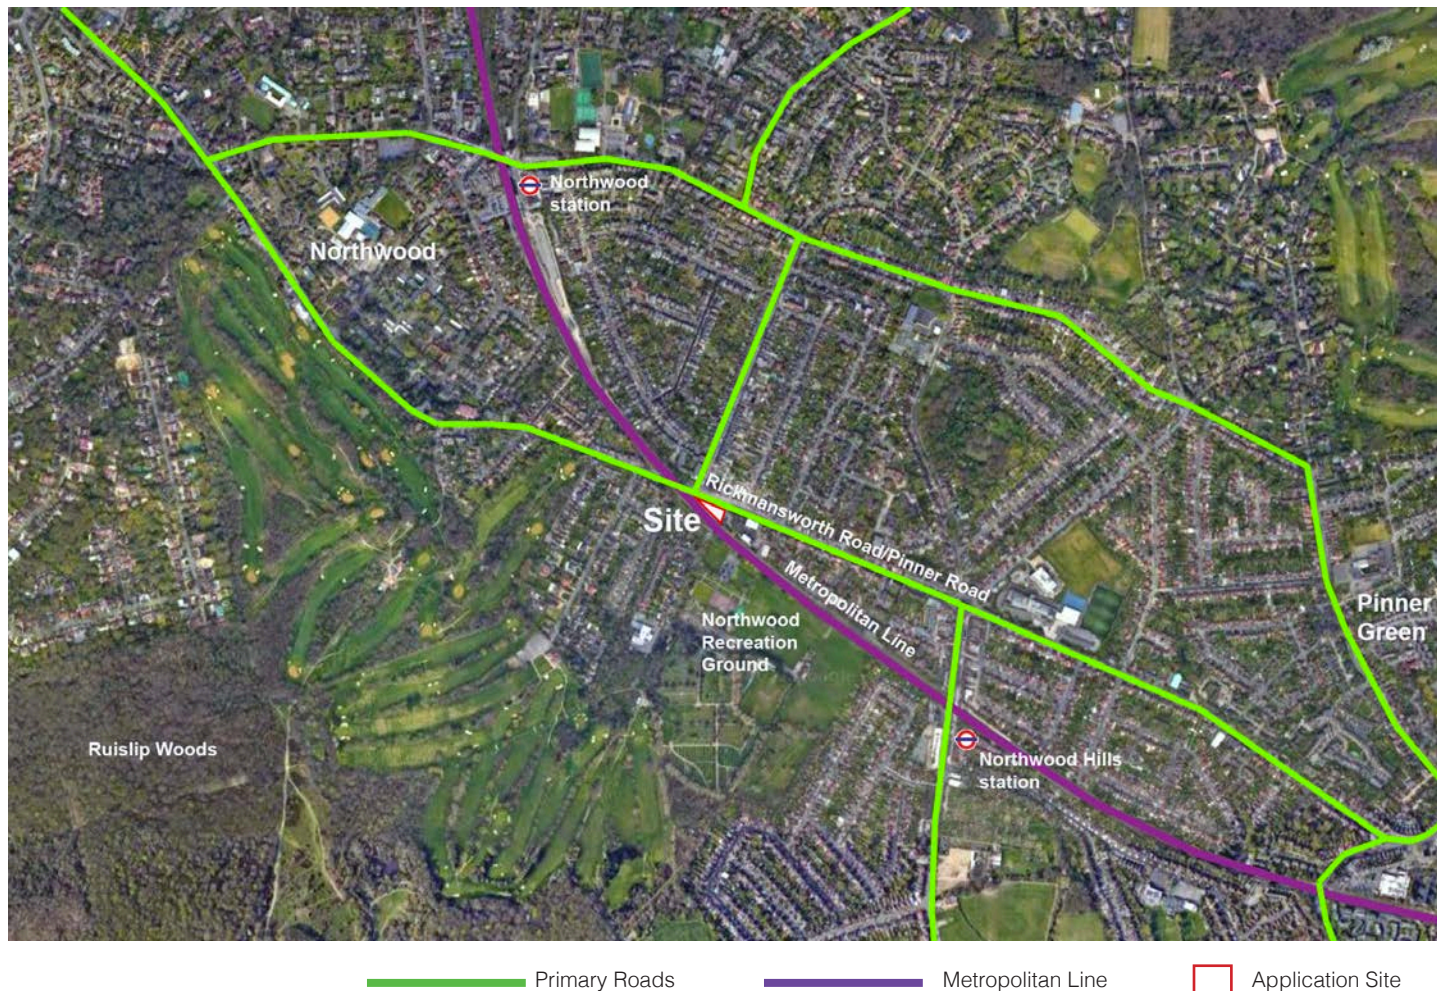 Northwood
station
Northwood
Site
Rickmansworth Road/Pinner Road
Metropolitan Line
Northwood
Recreation
Ground
Pinner
Green
Ruislip Woods
Northwood Hills
station
Primary Roads
Metropolitan Line
Application Site